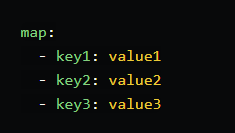 map:
  - key1: value1
  - key2: value2
  - key3: value3